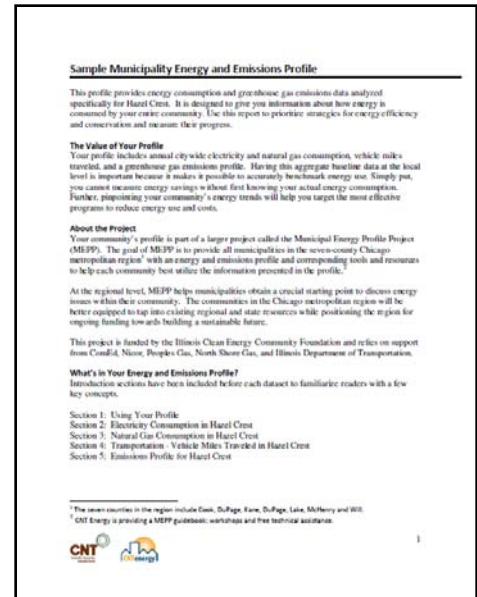 Sample Municipality Energy and Emissions Profile
This profile provides energy consumption and greenhouse gas emissions data analyzed
specifically for Hazel Crest.  It is designed to give you information about how energy is
consumed by your entire community. Use this report to prioritize strategies for energy efficiency
and conservation and measure their progress.
The Value of Your Profile
Your profile includes annual citywide electricity and natural gas consumption, vehicle miles
traveled, and a greenhouse gas emissions profile.  Having this aggregate baseline data at the local
level is important because it makes it possible to accurately benchmark energy use. Simply put,
you cannot measure energy savings without first knowing your actual energy consumption.
Further, pinpointing your community's energy trends will help you target the most effective
programs to reduce energy use and costs.
About the Project
Your community's profile is part of a larger project called the Municipal Energy Profile Project
(MEPP). The goal of MEPP is to provide all municipalities in the seven-county Chicago
metropolitan region¹ with an energy and emissions profile and corresponding tools and resources
to help each community best utilize the information presented in the profile.²
At the regional level, MEPP helps municipalities obtain a crucial starting point to discuss energy
issues within their community.  The communities in the Chicago metropolitan region will be
better equipped to tap into existing regional and state resources while positioning the region for
ongoing funding towards building a sustainable future.
This project is funded by the Illinois Clean Energy Community Foundation and relies on support
from ComEd, Nicor, Peoples Gas, North Shore Gas, and Illinois Department of Transportation.
What's in Your Energy and Emissions Profile?
Introduction sections have been included before each dataset to familiarize readers with a few
key concepts.
Section 1:  Using Your Profile
Section 2:  Electricity Consumption in Hazel Crest
Section 3:  Natural Gas Consumption in Hazel Crest
Section 4:  Transportation - Vehicle Miles Traveled in Hazel Crest
Section 5:  Emissions Profile for Hazel Crest
¹ The seven counties in the region include Cook, DuPage, Kane, DuPage, Lake, McHenry and Will.
² CNT Energy is providing a MEPP guidebook; workshops and free technical assistance.
CNT
CNTenergy
1